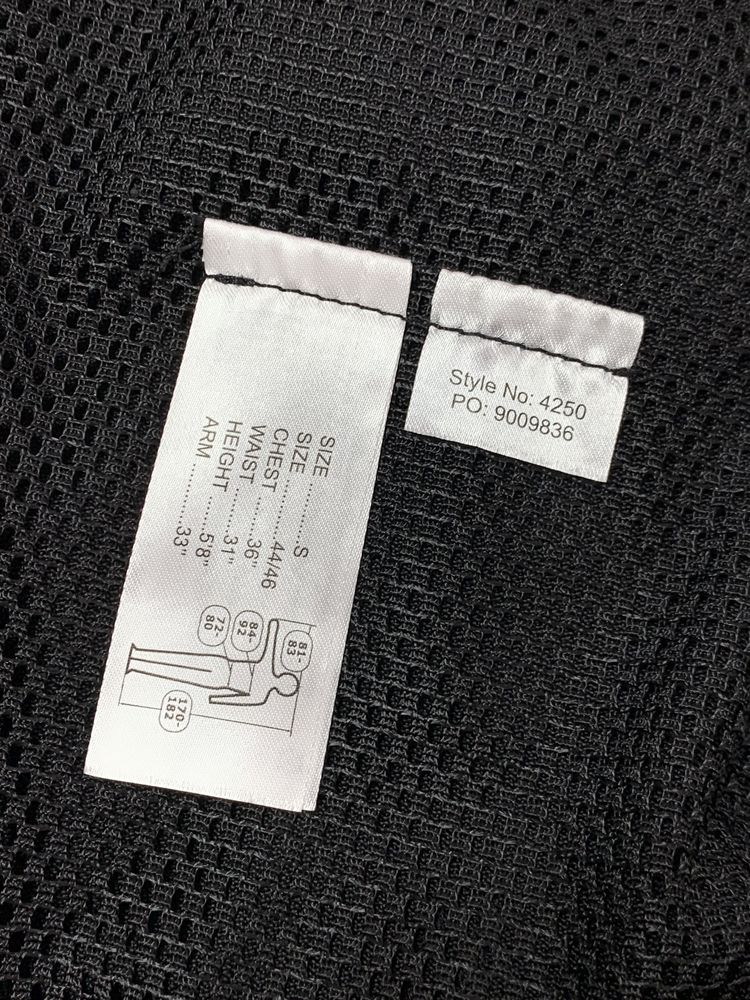 SIZE..........S
SIZE..........44/46
CHEST.......36"
WAIST........31"
HEIGHT......5'8"
ARM...........33"
81-
83
84-
92
72-
80
170-
182
Style No: 4250
PO: 9009836